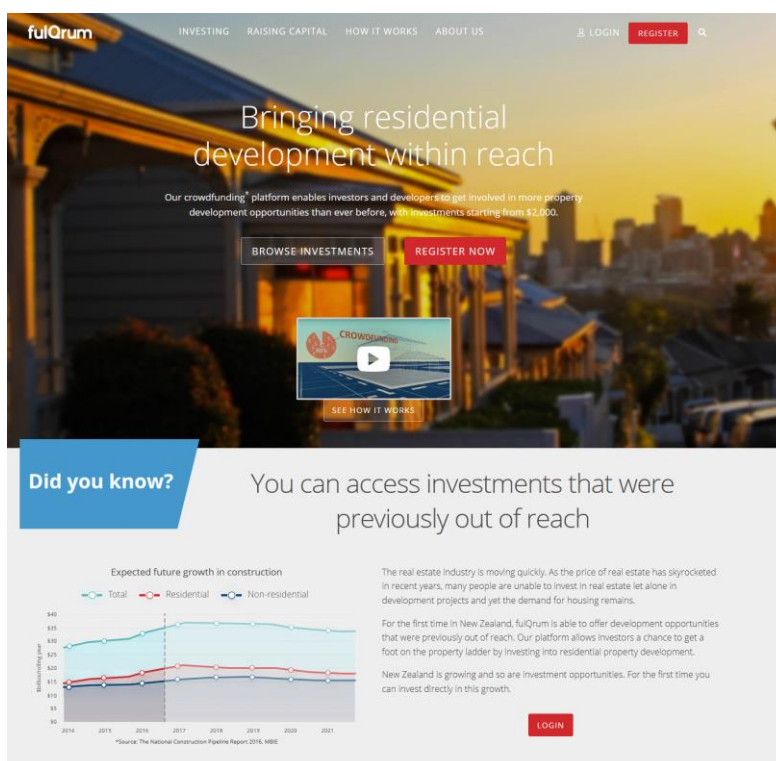 fulQrum
INVESTING RAISING CAPITAL HOW IT WORKS ABOUT US
LOGIN REGISTER
Bringing residential
development within reach
Our crowdfunding* platform enables investors and developers to get involved in more property
development opportunities than ever before, with investments starting from $2,000.
BROWSE INVESTMENTS REGISTER NOW
CROWDFUNDING
SEE HOW IT WORKS
Did you know?
You can access investments that were
previously out of reach
Expected future growth in construction
Total Residential Non-residential
$40
$35
$30
$25
$20
$15
$10
$5
$0
2014 2015 2016 2017 2018 2019 2020 2021
*Source: The National Construction Pipeline Report 2016, MBIE
The real estate industry is moving quickly. As the price of real estate has skyrocketed
in recent years, many people are unable to invest in real estate let alone in
development projects and yet the demand for housing remains.
For the first time in New Zealand, fulQrum is able to offer development opportunities
that were previously out of reach. Our platform allows investors a chance to get a
foot on the property ladder by investing into residential property development.
New Zealand is growing and so are investment opportunities. For the first time you
can invest directly in this growth.
LOGIN